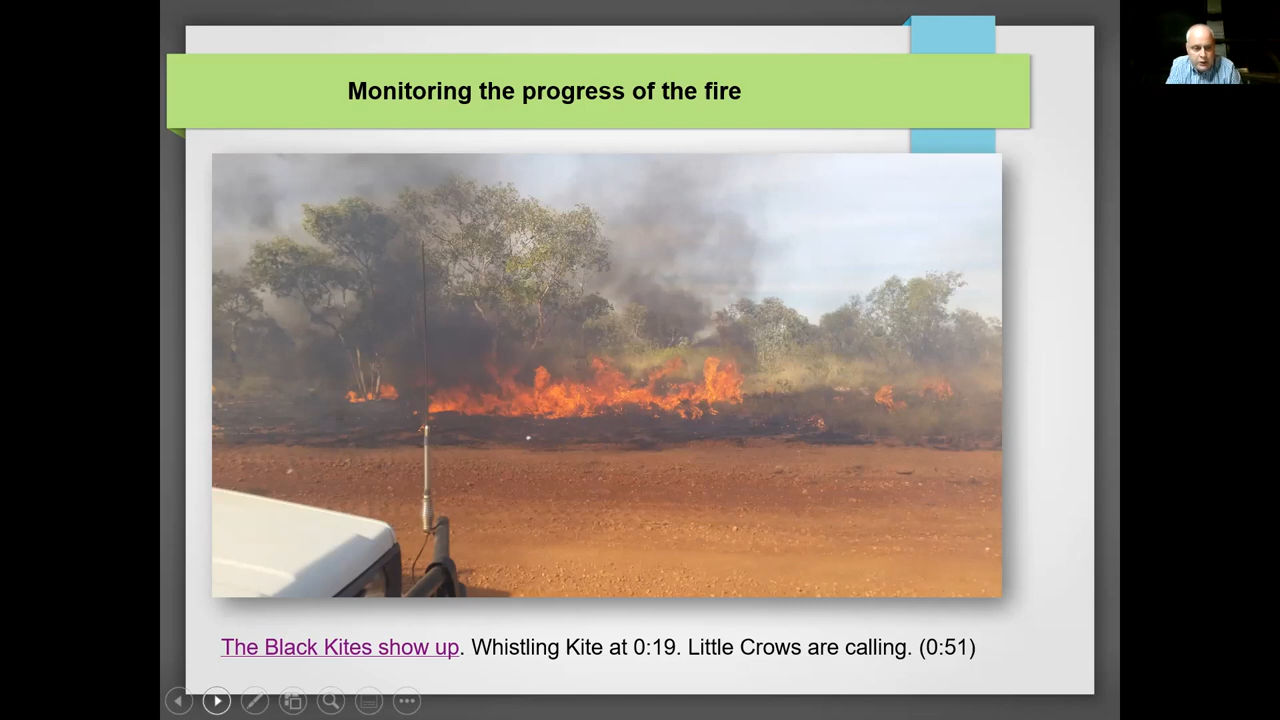 Monitoring the progress of the fire
The Black Kites show up. Whistling Kite at 0:19. Little Crows are calling. (0:51)